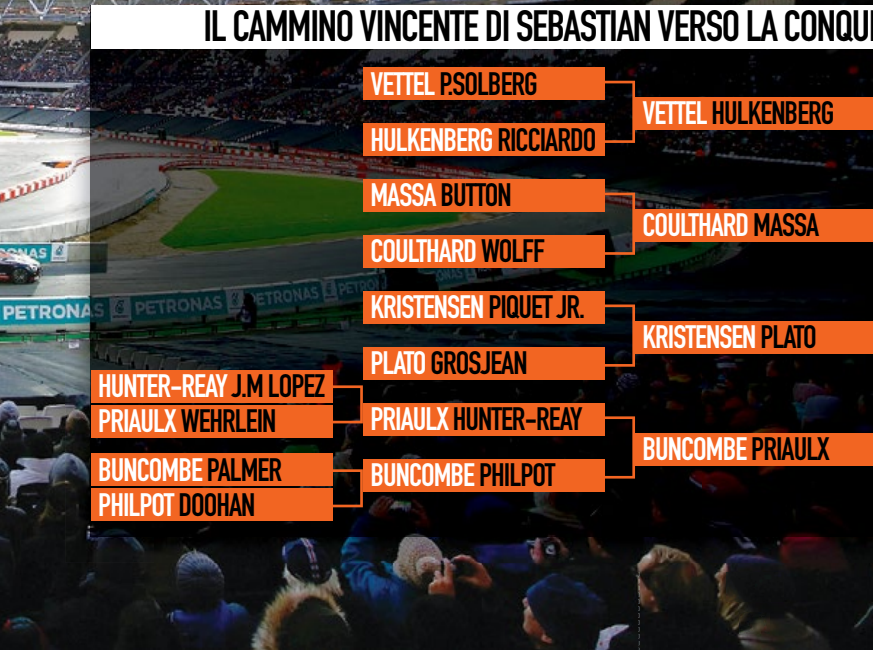 IL CAMMINO VINCENTE DI SEBASTIAN VERSO LA CONQUI
VETTEL P.SOLBERG
HULKENBERG RICCIARDO
MASSA BUTTON
COULTHARD WOLFF
KRISTENSEN PIQUET JR.
PLATO GROSJEAN
PRIAULX HUNTER-REAY
BUNCOMBE PHILPOT
HUNTER-REAY J.M LOPEZ
PRIAULX WEHRLEIN
BUNCOMBE PALMER
PHILPOT DOOHAN
VETTEL HULKENBERG
COULTHARD MASSA
KRISTENSEN PLATO
BUNCOMBE PRIAULX
PETRONAS PETRONAS PETRONAS